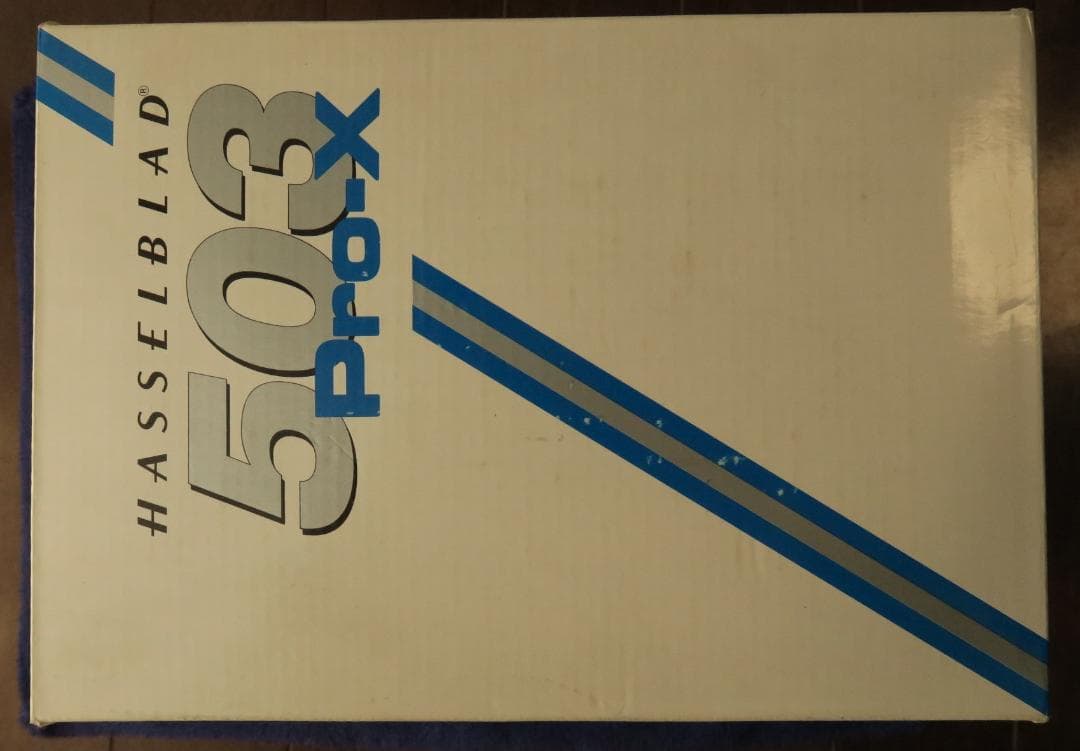 HASSELBLAD®
503
Pro-X